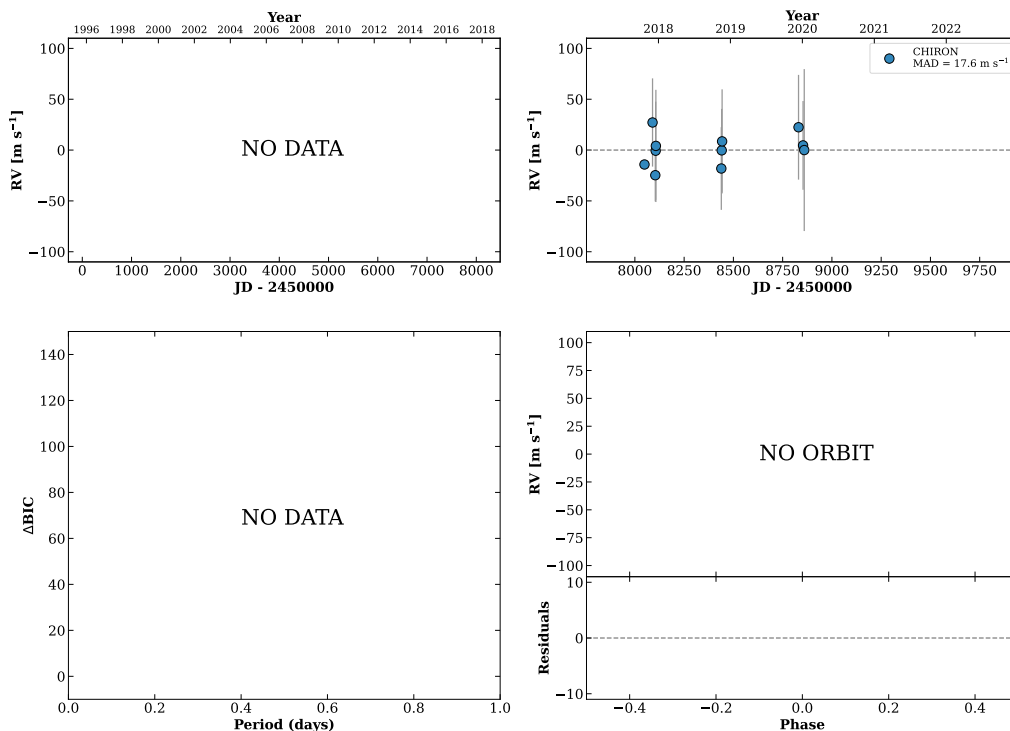 Year
1996 1998 2000 2002 2004 2006 2008 2010 2012 2014 2016 2018
100
50
0
−50
−100
RV [m s⁻¹]
NO DATA
0 1000 2000 3000 4000 5000 6000 7000 8000
JD - 2450000
Year
2018 2019 2020 2021 2022
100
50
0
−50
−100
RV [m s⁻¹]
CHIRON
MAD = 17.6 m s⁻¹
8000 8250 8500 8750 9000 9250 9500 9750
JD - 2450000
140
120
100
80
60
40
20
0
ΔBIC
NO DATA
0.0 0.2 0.4 0.6 0.8 1.0
Period (days)
100
75
50
25
0
−25
−50
−75
−100
RV [m s⁻¹]
NO ORBIT
10
0
−10
Residuals
−0.4 −0.2 0.0 0.2 0.4
Phase